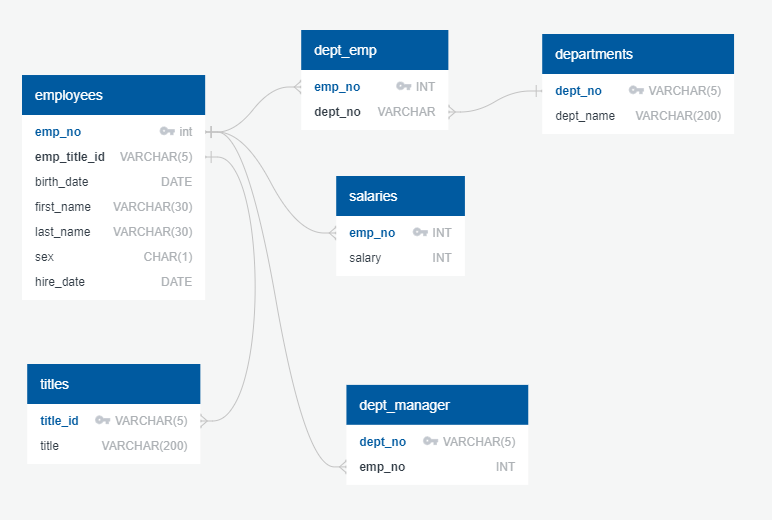 employees
emp_no int
emp_title_id VARCHAR(5)
birth_date DATE
first_name VARCHAR(30)
last_name VARCHAR(30)
sex CHAR(1)
hire_date DATE
dept_emp
emp_no INT
dept_no VARCHAR
departments
dept_no VARCHAR(5)
dept_name VARCHAR(200)
salaries
emp_no INT
salary INT
titles
title_id VARCHAR(5)
title VARCHAR(200)
dept_manager
dept_no VARCHAR(5)
emp_no INT